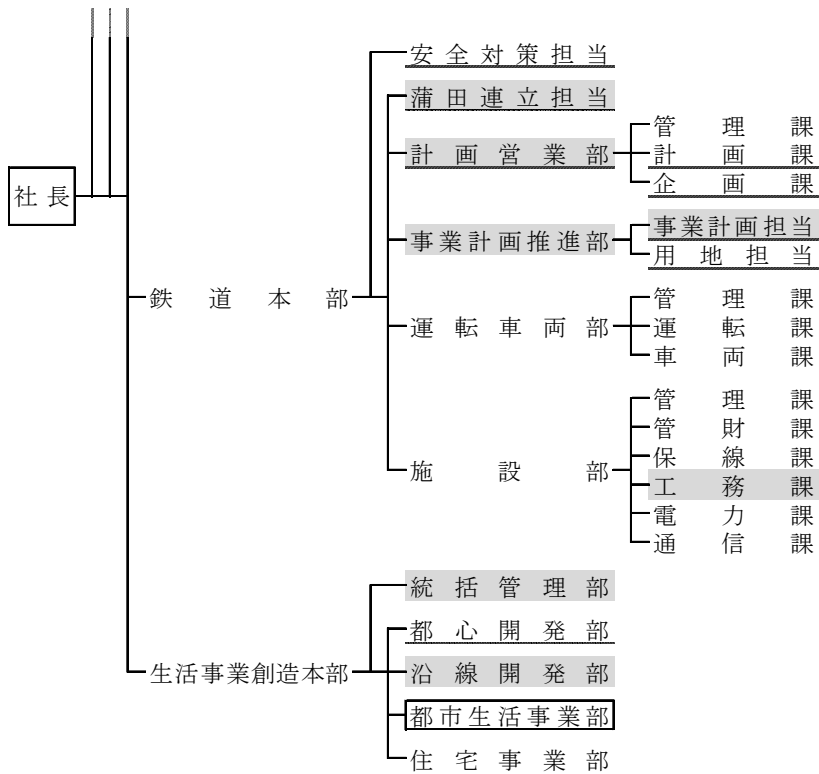 安全対策担当
蒲田連立担当
管理課
計画営業部
計画課
企画課
社長
事業計画推進部
事業計画担当
用地担当
鉄道本部
運転車両部
管理課
運転課
車両課
管理課
管財課
保線課
施設部
工務課
電力課
通信課
統括管理部
都心開発部
生活事業創造本部
沿線開発部
都市生活事業部
住宅事業部